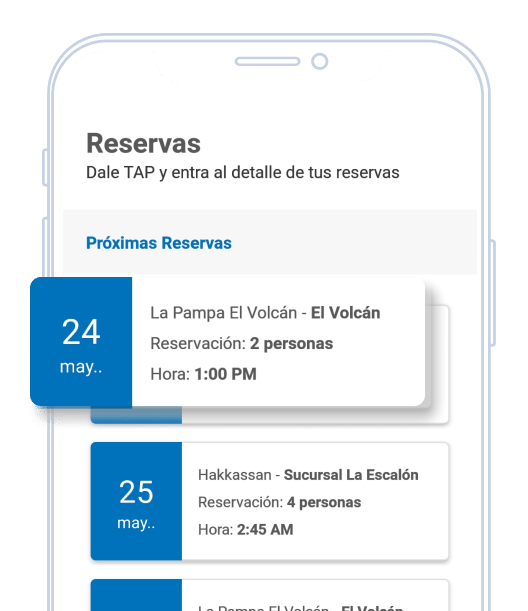 Reservas
Dale TAP y entra al detalle de tus reservas
Próximas Reservas
24
may..
La Pampa El Volcán - El Volcán
Reservación: 2 personas
Hora: 1:00 PM
25
may..
Hakkassan - Sucursal La Escalón
Reservación: 4 personas
Hora: 2:45 AM
La Pampa El Volcán - El Volcán